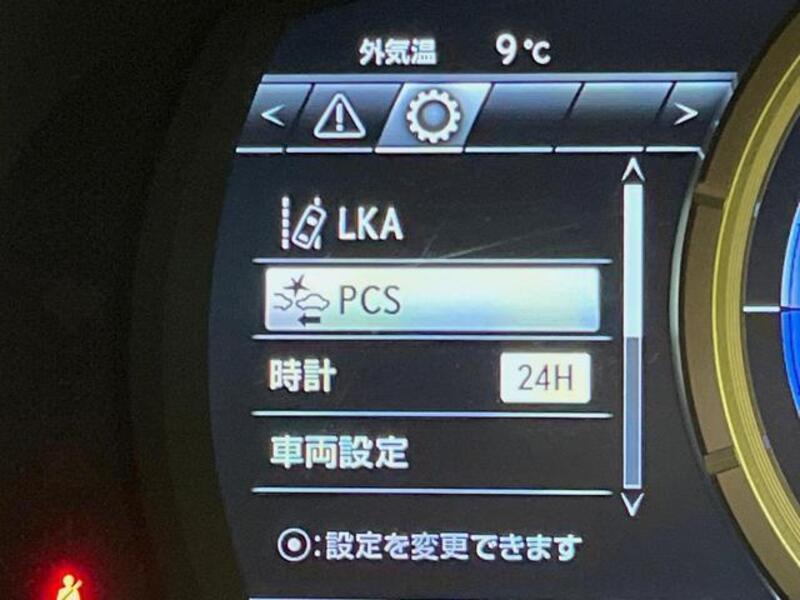 外気温 9℃
LKA
PCS
時計 24H
車両設定
⦿:設定を変更できます